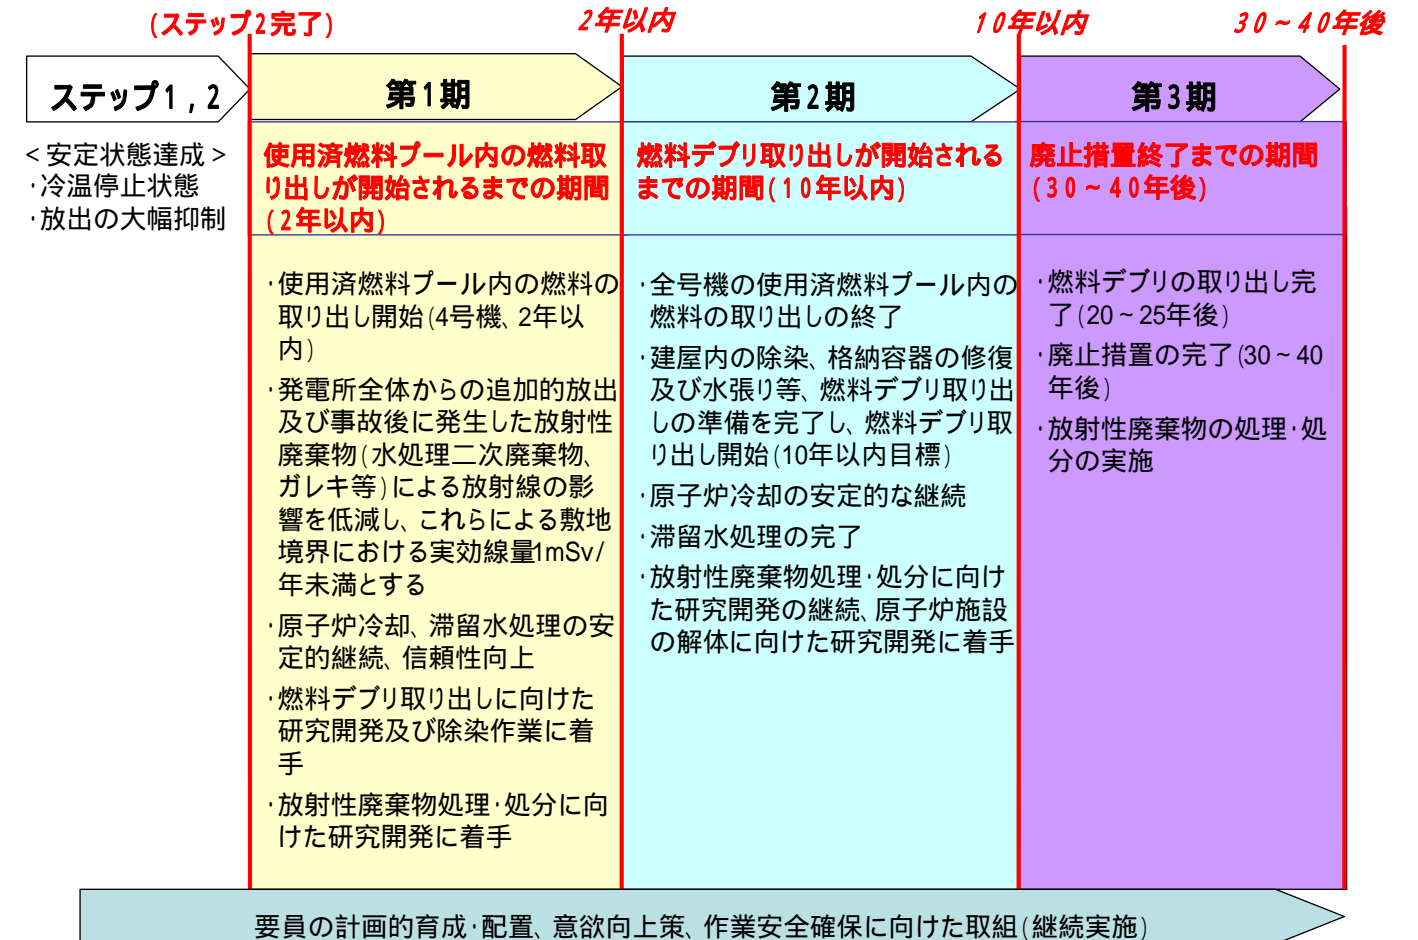 (ステップ2完了)
2年以内
10年以内
30～40年後
ステップ1,2
第1期
第2期
第3期
<安定状態達成>
・冷温停止状態
・放出の大幅抑制
使用済燃料プール内の燃料取
り出しが開始されるまでの期間
(2年以内)
・使用済燃料プール内の燃料の
取り出し開始(4号機、2年以
内)
・発電所全体からの追加的放出
及び事故後に発生した放射性
廃棄物(水処理二次廃棄物、
ガレキ等)による放射線の影
響を低減し、これらによる敷地
境界における実効線量1mSv/
年未満とする
・原子炉冷却、滞留水処理の安
定的継続、信頼性向上
・燃料デブリ取り出しに向けた
研究開発及び除染作業に着
手
・放射性廃棄物処理・処分に向
けた研究開発に着手
燃料デブリ取り出しが開始される
までの期間(10年以内)
・全号機の使用済燃料プール内の
燃料の取り出しの終了
・建屋内の除染、格納容器の修復
及び水張り等、燃料デブリ取り出
しの準備を完了し、燃料デブリ取
り出し開始(10年以内目標)
・原子炉冷却の安定的な継続
・滞留水処理の完了
・放射性廃棄物処理・処分に向け
た研究開発の継続、原子炉施設
の解体に向けた研究開発に着手
廃止措置終了までの期間
(30～40年後)
・燃料デブリの取り出し完
了(20～25年後)
・廃止措置の完了(30～40
年後)
・放射性廃棄物の処理・処
分の実施
要員の計画的育成・配置、意欲向上策、作業安全確保に向けた取組(継続実施)